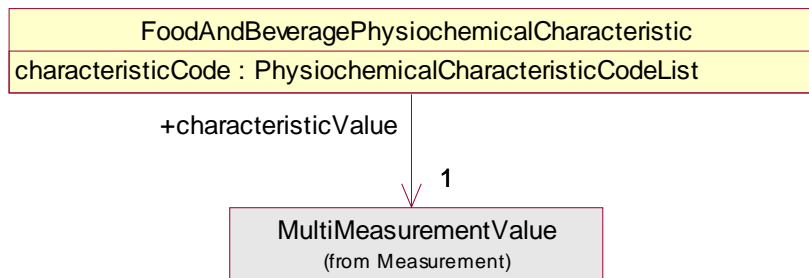 FoodAndBeveragePhysiochemicalCharacteristic
characteristicCode : PhysiochemicalCharacteristicCodeList
+characteristicValue
1
MultiMeasurementValue
(from Measurement)